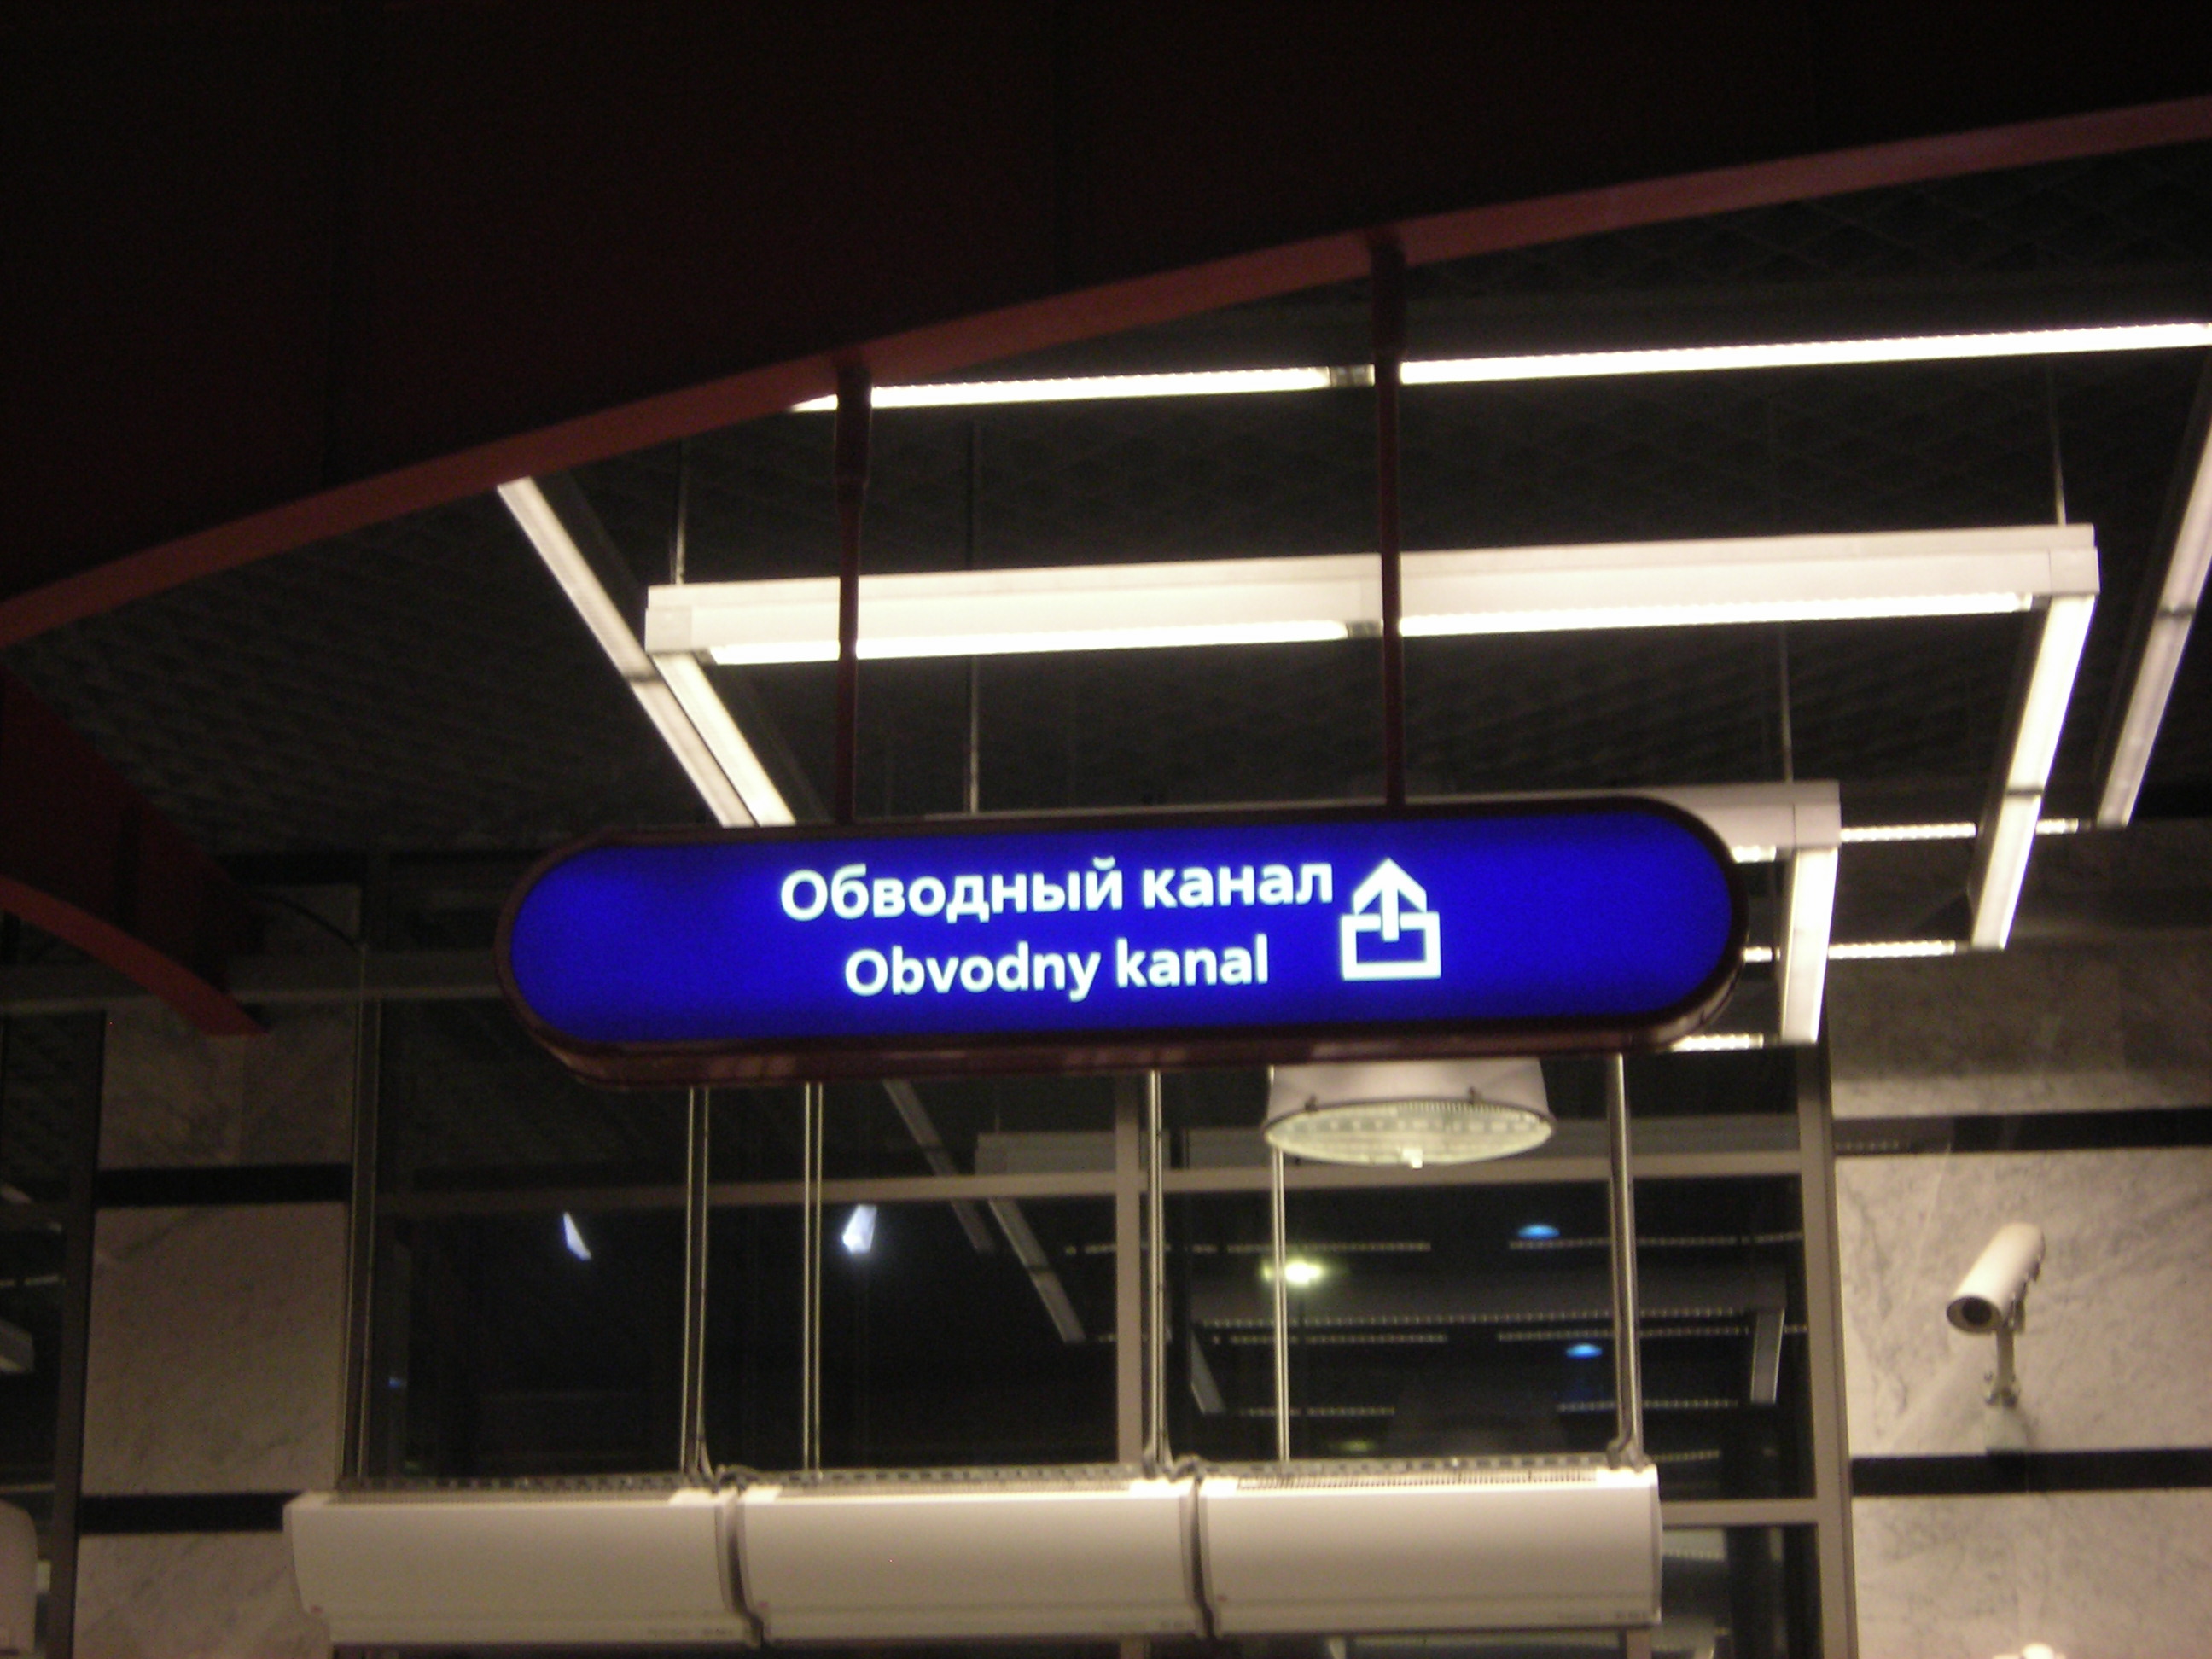 Обводный канал
Obvodny kanal